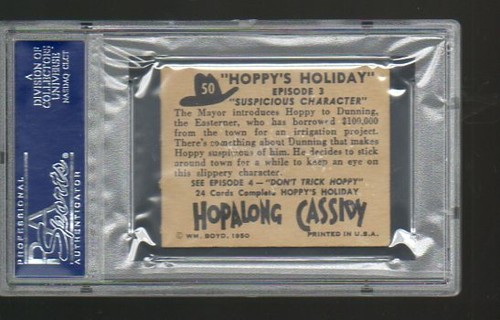 50
"HOPPY'S HOLIDAY"
EPISODE 3
"SUSPICIOUS CHARACTER"
The Mayor introduces Hoppy to Dunning,
the Easterner, who has borrowed $100,000
from the town for an irrigation project.
There's something about Dunning that makes
Hoppy suspicious of him. He decides to stick
around town for a while to keep an eye on
this slippery character.
SEE EPISODE 4—"DON'T TRICK HOPPY"
24 Cards Complete HOPPY'S HOLIDAY
HOPALONG CASSIDY
© WM. BOYD, 1950
PRINTED IN U.S.A.
A
DIVISION OF
COLLECTORS
UNIVERSE
NASDAQ: CLCT
PROFESSIONAL
PSA
Sports
AUTHENTICATOR